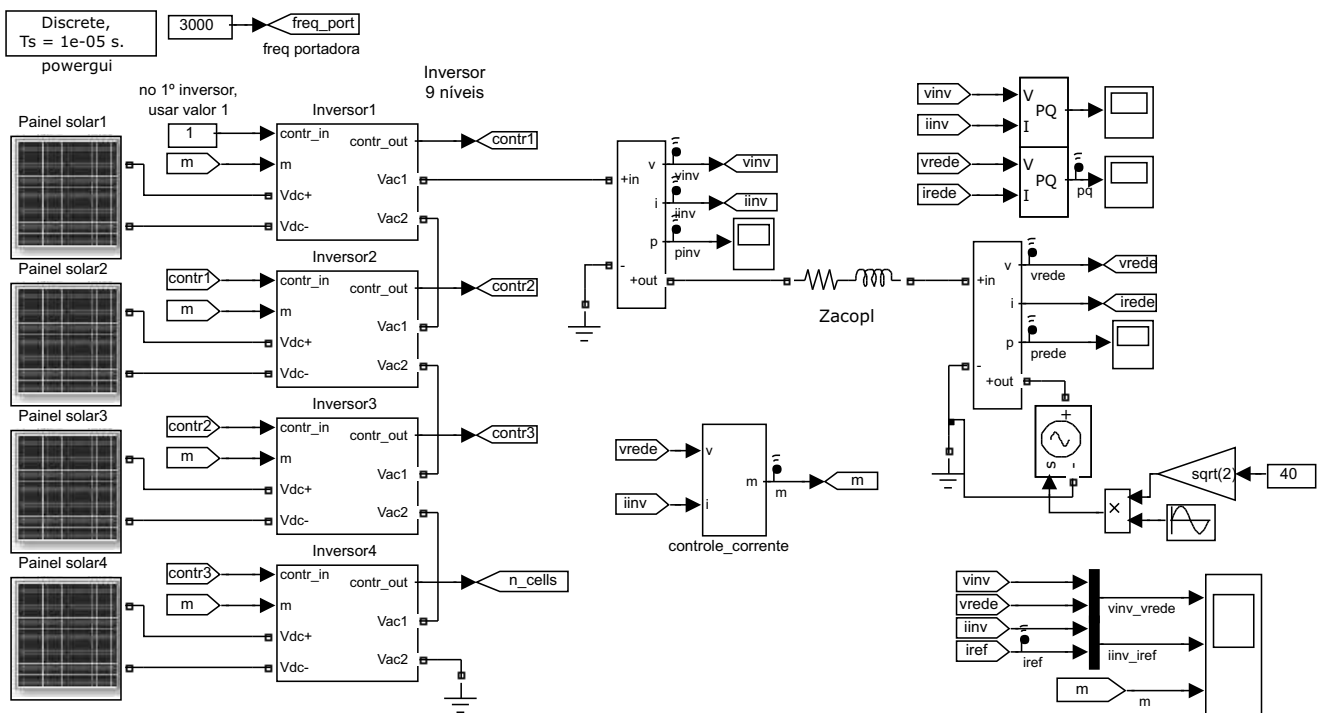 Discrete,
Ts = 1e-05 s.
powergui
3000
freq_port
freq portadora
Inversor
9 níveis
no 1º inversor,
usar valor 1
1
m
Painel solar1
Inversor1
contr_in
m
Vdc+
Vdc-
contr_out
Vac1
Vac2
contr1
Painel solar2
contr1
m
Inversor2
contr_in
m
Vdc+
Vdc-
contr_out
Vac1
Vac2
contr2
Painel solar3
contr2
m
Inversor3
contr_in
m
Vdc+
Vdc-
contr_out
Vac1
Vac2
contr3
Painel solar4
contr3
m
Inversor4
contr_in
m
Vdc+
Vdc-
contr_out
Vac1
Vac2
n_cells
+in
-
v
i
p
+out
vinv
iinv
pinv
vinv
iinv
Zacopl
vinv
iinv
V
I
PQ
vrede
irede
V
I
PQ
pq
+in
-
v
i
p
+out
vrede
prede
vrede
irede
+
s
-
sqrt(2)
40
×
vrede
iinv
v
i
m
m
m
controle_corrente
vinv
vrede
iinv
iref
iref
vinv_vrede
iinv_iref
m
m